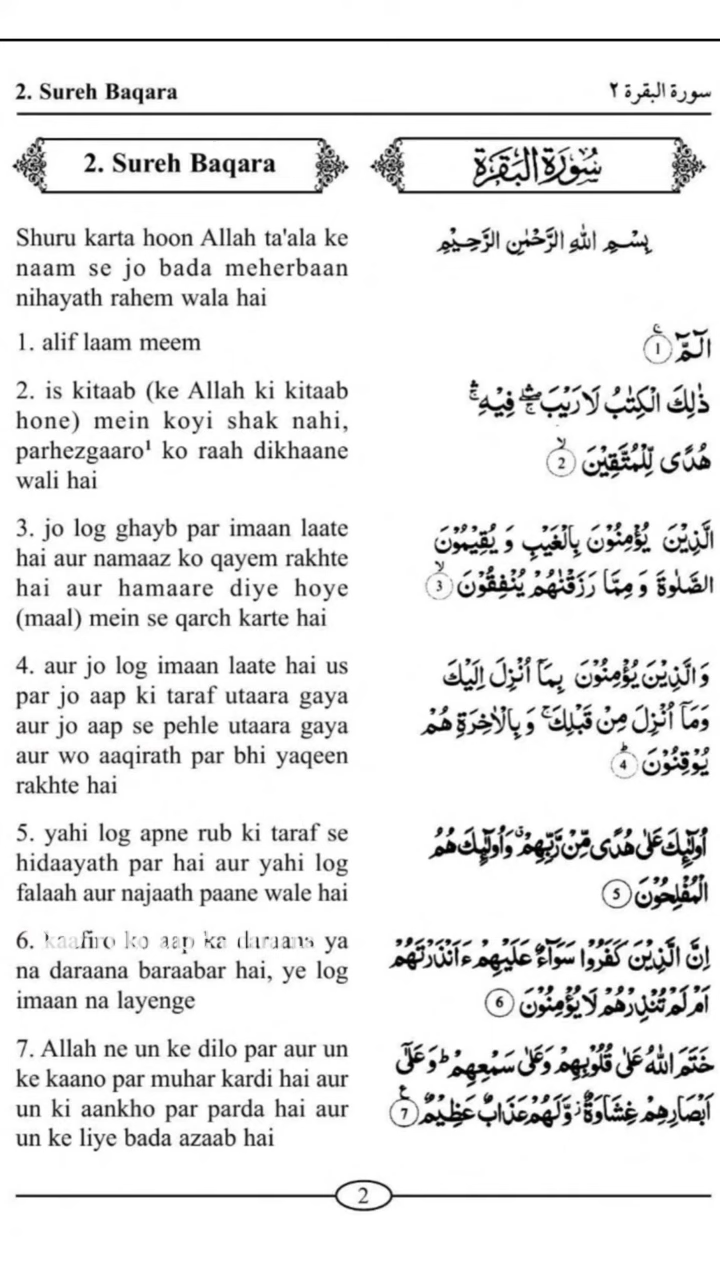 2. Sureh Baqara
سورة البقرة ٢
2. Sureh Baqara
سُوْرَةُ الْبَقَرَةِ
Shuru karta hoon Allah ta'ala ke
naam se jo bada meherbaan
nihayath rahem wala hai
بِسْمِ اللهِ الرَّحْمٰنِ الرَّحِيْمِ
1. alif laam meem
الٓمّٓ ۚ ①
2. is kitaab (ke Allah ki kitaab
hone) mein koyi shak nahi,
parhezgaaro¹ ko raah dikhaane
wali hai
ذٰلِكَ الْكِتٰبُ لَا رَيْبَ ۛۖ فِيْهِ ۛۚ
هُدًى لِّلْمُتَّقِيْنَ ۙ ②
3. jo log ghayb par imaan laate
hai aur namaaz ko qayem rakhte
hai aur hamaare diye hoye
(maal) mein se qarch karte hai
الَّذِيْنَ يُؤْمِنُوْنَ بِالْغَيْبِ وَ يُقِيْمُوْنَ
الصَّلٰوةَ وَ مِمَّا رَزَقْنٰهُمْ يُنْفِقُوْنَ ۙ ③
4. aur jo log imaan laate hai us
par jo aap ki taraf utaara gaya
aur jo aap se pehle utaara gaya
aur wo aaqirath par bhi yaqeen
rakhte hai
وَالَّذِيْنَ يُؤْمِنُوْنَ بِمَآ اُنْزِلَ اِلَيْكَ
وَمَآ اُنْزِلَ مِنْ قَبْلِكَ ۚ وَ بِالْاٰخِرَةِ هُمْ
يُوْقِنُوْنَ ؕ ④
5. yahi log apne rub ki taraf se
hidaayath par hai aur yahi log
falaah aur najaath paane wale hai
اُولٰٓئِكَ عَلٰى هُدًى مِّنْ رَّبِّهِمْ ۗ وَاُولٰٓئِكَ هُمُ
الْمُفْلِحُوْنَ ⑤
6. kaafiro ko aap ka daraana ya
na daraana baraabar hai, ye log
imaan na layenge
اِنَّ الَّذِيْنَ كَفَرُوْا سَوَآءٌ عَلَيْهِمْ ءَاَنْذَرْتَهُمْ
اَمْ لَمْ تُنْذِرْهُمْ لَا يُؤْمِنُوْنَ ⑥
7. Allah ne un ke dilo par aur un
ke kaano par muhar kardi hai aur
un ki aankho par parda hai aur
un ke liye bada azaab hai
خَتَمَ اللهُ عَلٰى قُلُوْبِهِمْ وَعَلٰى سَمْعِهِمْ ؕ وَعَلٰٓى
اَبْصَارِهِمْ غِشَاوَةٌ ۫ وَّلَهُمْ عَذَابٌ عَظِيْمٌ ۧ ⑦
2